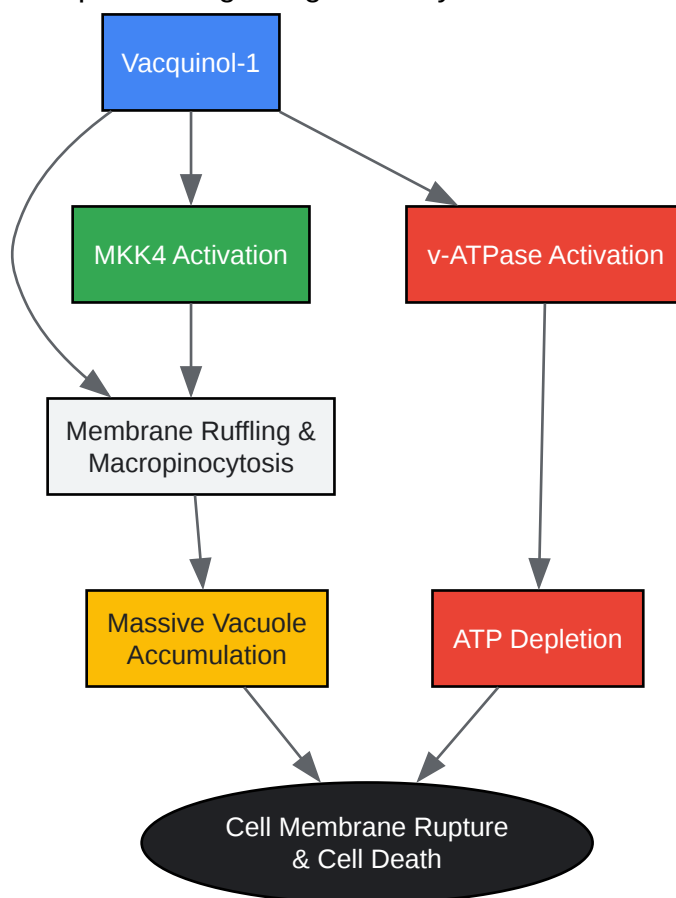 Vacquinol-1
MKK4 Activation
v-ATPase Activation
Membrane Ruffling &
Macropinocytosis
Massive Vacuole
Accumulation
ATP Depletion
Cell Membrane Rupture
& Cell Death